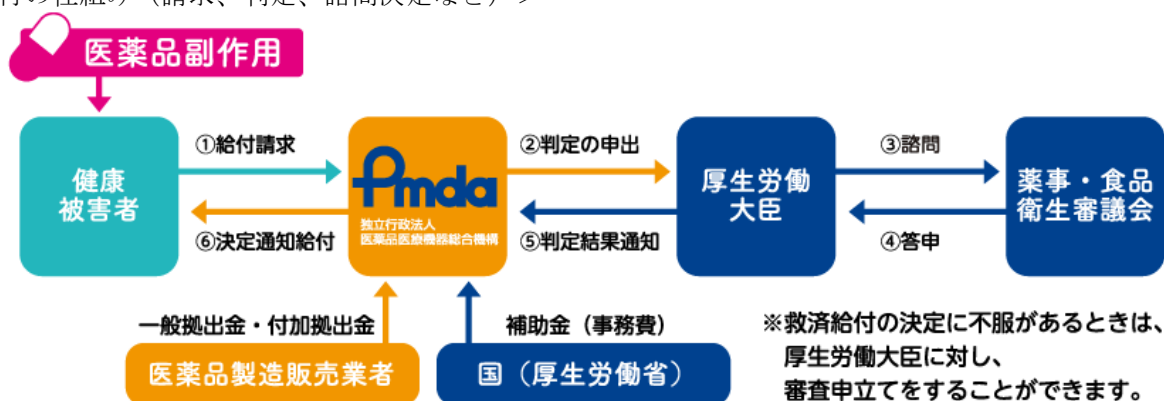 医薬品副作用
健康
被害者
①給付請求
⑥決定通知給付
Pmda
独立行政法人
医薬品医療機器総合機構
②判定の申出
⑤判定結果通知
厚生労働
大臣
③諮問
④答申
薬事・食品
衛生審議会
一般拠出金・付加拠出金
医薬品製造販売業者
補助金（事務費）
国（厚生労働省）
※救済給付の決定に不服があるときは、
厚生労働大臣に対し、
審査申立てをすることができます。